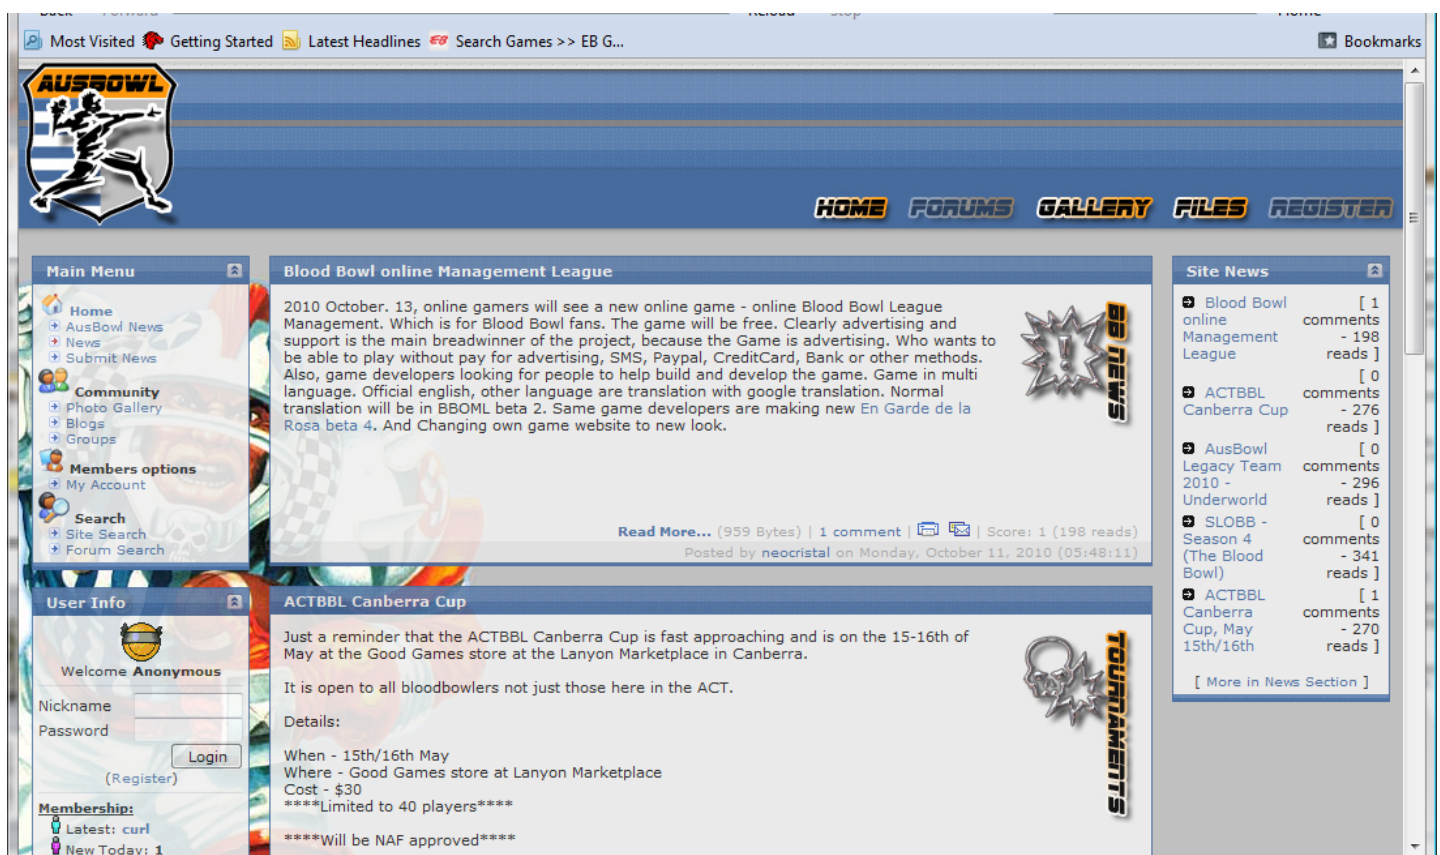 Back Forward Reload Stop Home
Most Visited Getting Started Latest Headlines EB Search Games >> EB G... Bookmarks
AUSBOWL
HOME FORUMS GALLERY FILES REGISTER
Main Menu
Home
AusBowl News
News
Submit News
Community
Photo Gallery
Blogs
Groups
Members options
My Account
Search
Site Search
Forum Search
User Info
Welcome Anonymous
Nickname
Password
Login
(Register)
Membership:
Latest: curl
New Today: 1
Blood Bowl online Management League
2010 October. 13, online gamers will see a new online game - online Blood Bowl League
Management. Which is for Blood Bowl fans. The game will be free. Clearly advertising and
support is the main breadwinner of the project, because the Game is advertising. Who wants to
be able to play without pay for advertising, SMS, Paypal, CreditCard, Bank or other methods.
Also, game developers looking for people to help build and develop the game. Game in multi
language. Official english, other language are translation with google translation. Normal
translation will be in BBOML beta 2. Same game developers are making new En Garde de la
Rosa beta 4. And Changing own game website to new look.
BB NEWS
Read More... (959 Bytes) | 1 comment | | Score: 1 (198 reads)
Posted by neocristal on Monday, October 11, 2010 (05:48:11)
ACTBBL Canberra Cup
Just a reminder that the ACTBBL Canberra Cup is fast approaching and is on the 15-16th of
May at the Good Games store at the Lanyon Marketplace in Canberra.
It is open to all bloodbowlers not just those here in the ACT.
Details:
When - 15th/16th May
Where - Good Games store at Lanyon Marketplace
Cost - $30
****Limited to 40 players****
****Will be NAF approved****
TOURNAMENTS
Site News
Blood Bowl [ 1
online comments
Management - 198
League reads ]
[ 0
ACTBBL comments
Canberra Cup - 276
reads ]
AusBowl [ 0
Legacy Team comments
2010 - - 296
Underworld reads ]
SLOBB - [ 0
Season 4 comments
(The Blood - 341
Bowl) reads ]
ACTBBL [ 1
Canberra comments
Cup, May - 270
15th/16th reads ]
[ More in News Section ]